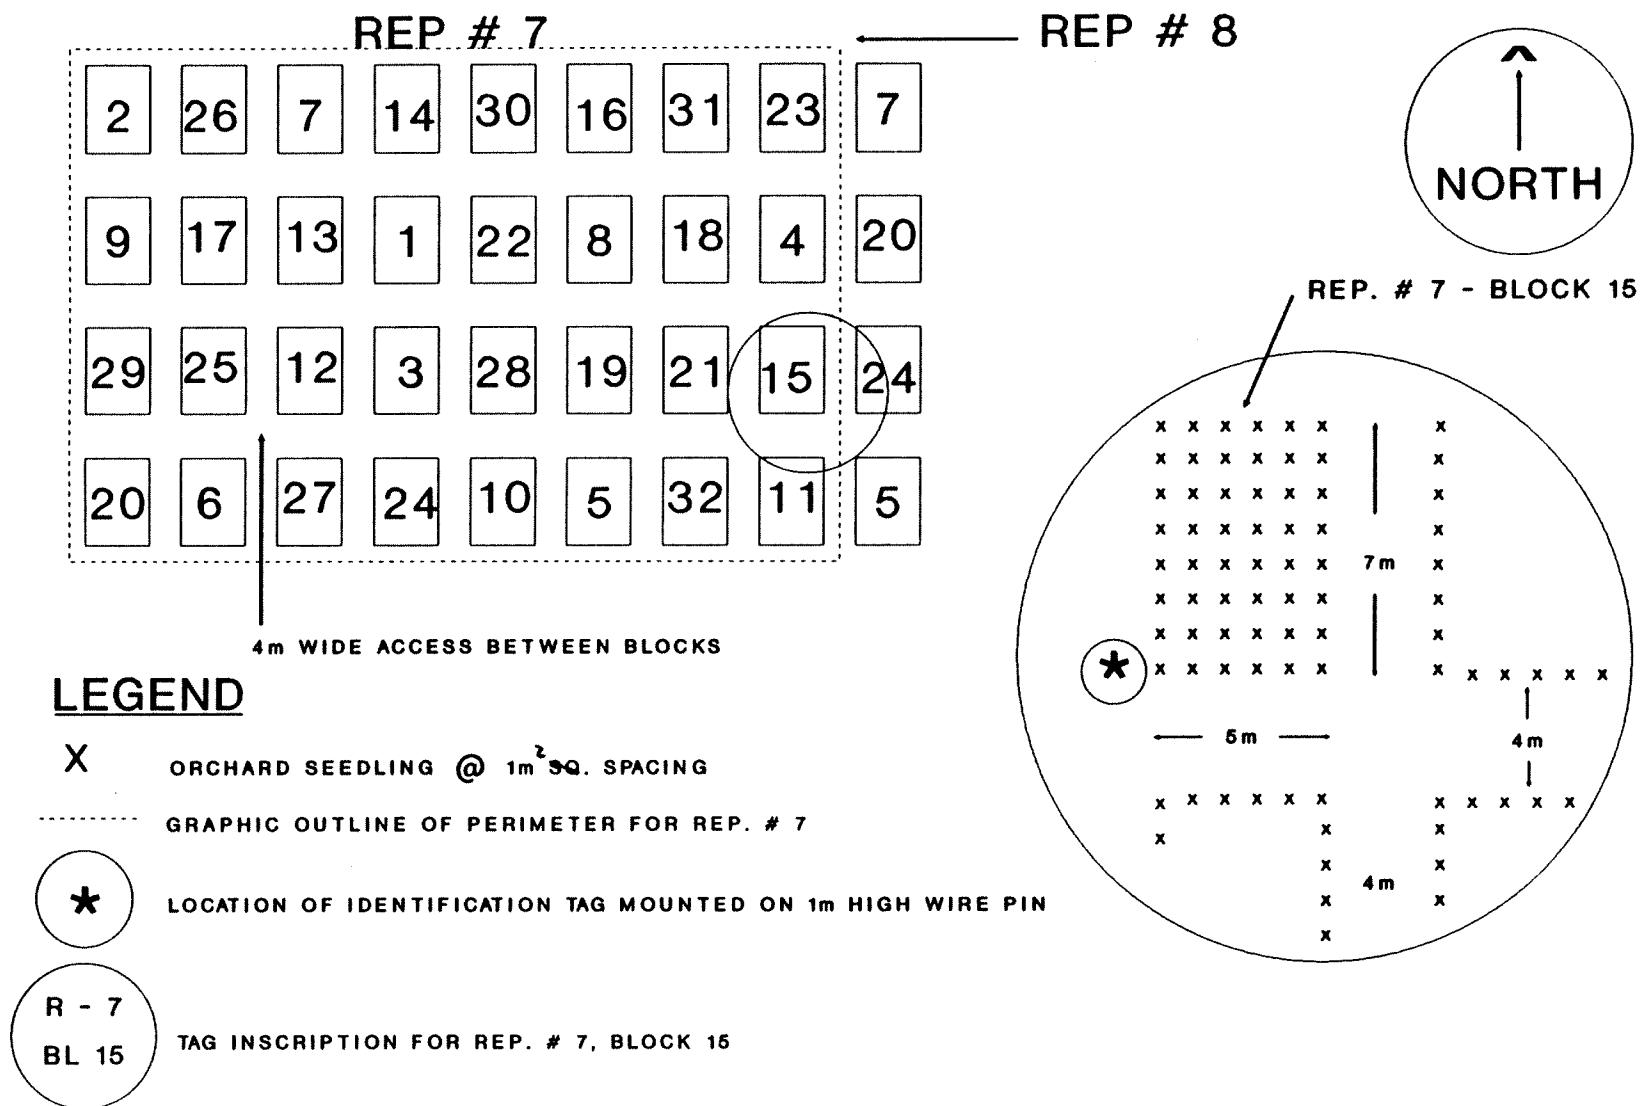 REP # 7
REP # 8
2 26 7 14 30 16 31 23 7
9 17 13 1 22 8 18 4 20
29 25 12 3 28 19 21 15 24
20 6 27 24 10 5 32 11 5
4m WIDE ACCESS BETWEEN BLOCKS
^
NORTH
REP. # 7 - BLOCK 15
x x x x x x x
x x x x x x x
x x x x x x x
x x x x x x x
x x x x x x 7m x
x x x x x x x
x x x x x x x
* x x x x x x x x x x x x
5m 4m
x x x x x x x x x x x
x x x
x x
x 4m x
x
LEGEND
X ORCHARD SEEDLING @ 1m² SQ. SPACING
GRAPHIC OUTLINE OF PERIMETER FOR REP. # 7
* LOCATION OF IDENTIFICATION TAG MOUNTED ON 1m HIGH WIRE PIN
R - 7
BL 15
TAG INSCRIPTION FOR REP. # 7, BLOCK 15